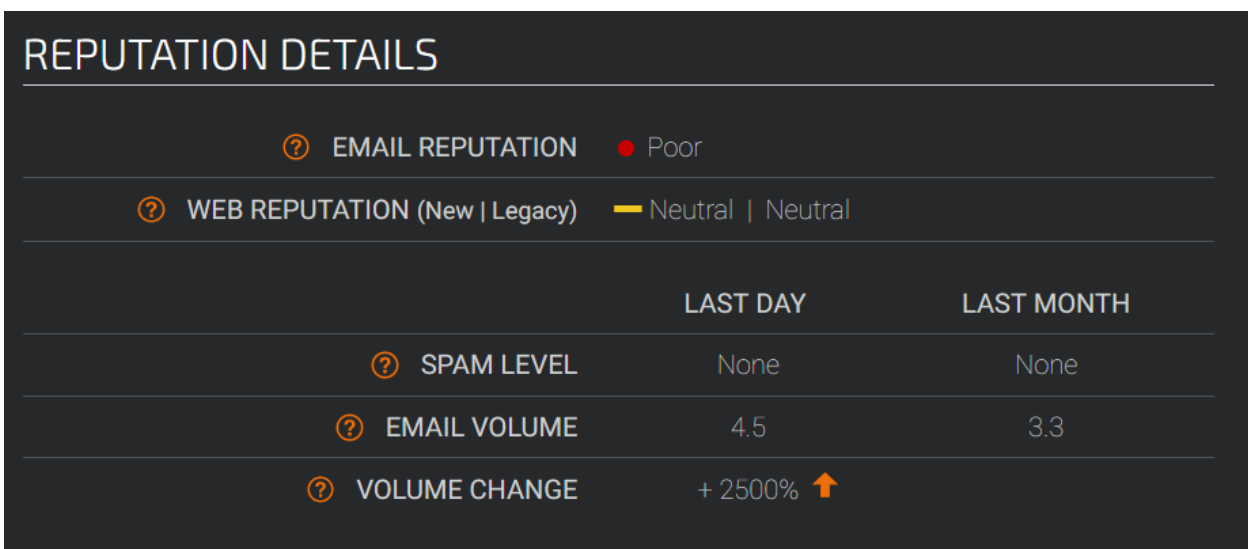 REPUTATION DETAILS
? EMAIL REPUTATION Poor
? WEB REPUTATION (New | Legacy) Neutral | Neutral
LAST DAY LAST MONTH
? SPAM LEVEL None None
? EMAIL VOLUME 4.5 3.3
? VOLUME CHANGE + 2500%